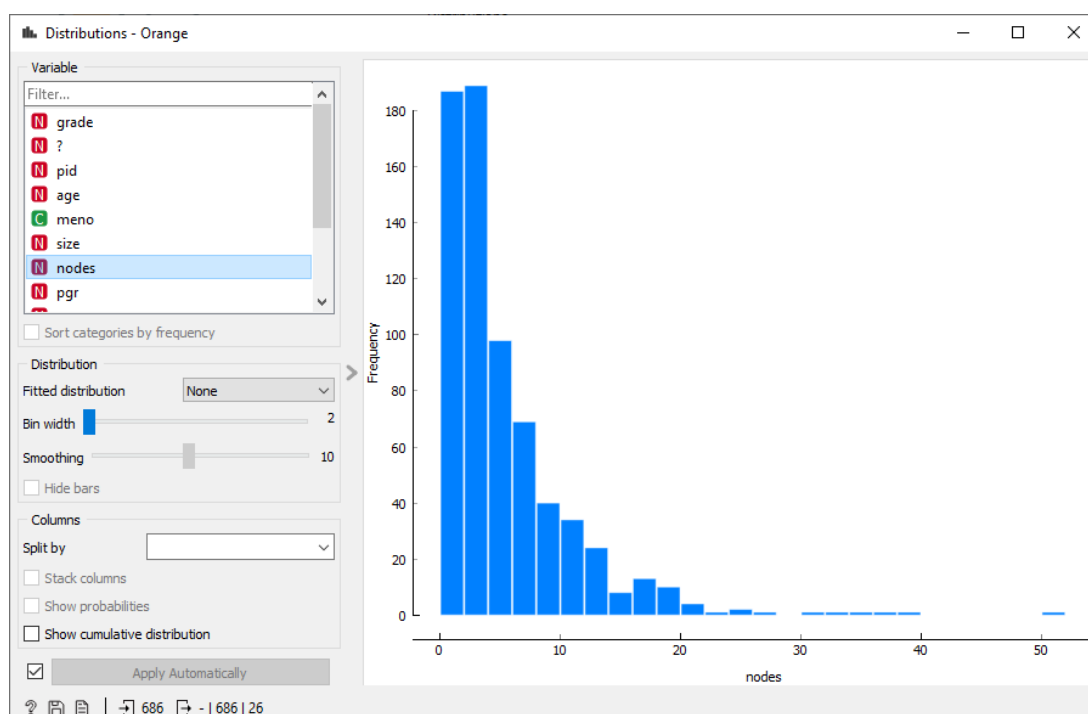 Distributions - Orange
Variable
Filter...
N grade
N ?
N pid
N age
C meno
N size
N nodes
N pgr
Sort categories by frequency
Distribution
Fitted distribution None
Bin width 2
Smoothing 10
Hide bars
Columns
Split by
Stack columns
Show probabilities
Show cumulative distribution
Apply Automatically
? 686 - | 686 | 26
Frequency
180
160
140
120
100
80
60
40
20
0
0 10 20 30 40 50
nodes